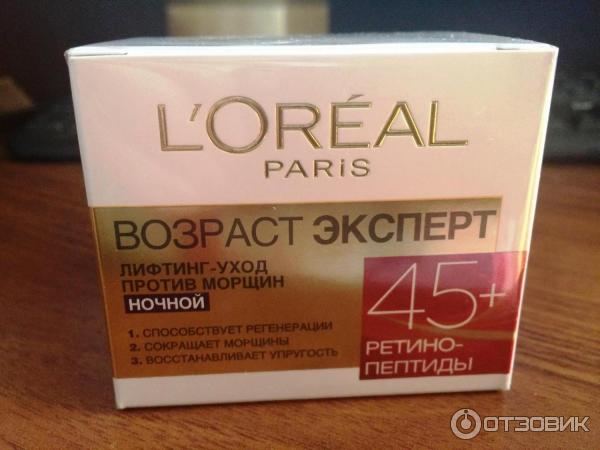 L'ORÉAL
PARiS
ВОЗРАСТ ЭКСПЕРТ
ЛИФТИНГ-УХОД
ПРОТИВ МОРЩИН
НОЧНОЙ
1. СПОСОБСТВУЕТ РЕГЕНЕРАЦИИ
2. СОКРАЩАЕТ МОРЩИНЫ
3. ВОССТАНАВЛИВАЕТ УПРУГОСТЬ
45+
РЕТИНО-
ПЕПТИДЫ
ОТЗОВИК